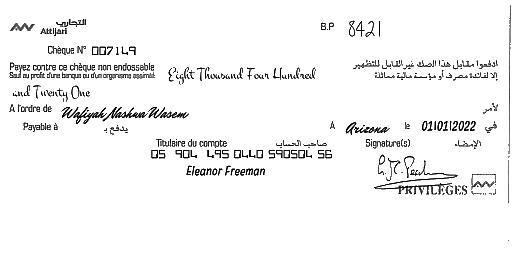 التجاري
Attijari
B.P 8421
Chèque N° 007149
Payez contre ce chèque non endossable
Sauf au profit d'une banque ou d'un organisme assimilé
Eight Thousand Four Hundred
ادفعوا مقابل هذا الصك غير القابل للتظهير
إلا لفائدة مصرف أو مؤسسة مالية مماثلة
and Twenty One
A l'ordre de Wafiyah Nashwa Wasem لأمر
Payable à يدفع بـ
A Arizona le 01/01/2022 في
Titulaire du compte صاحب الحساب
Signature(s) الإمضاء
05 904 495 0440 590504 56
Eleanor Freeman
PRIVILÈGES